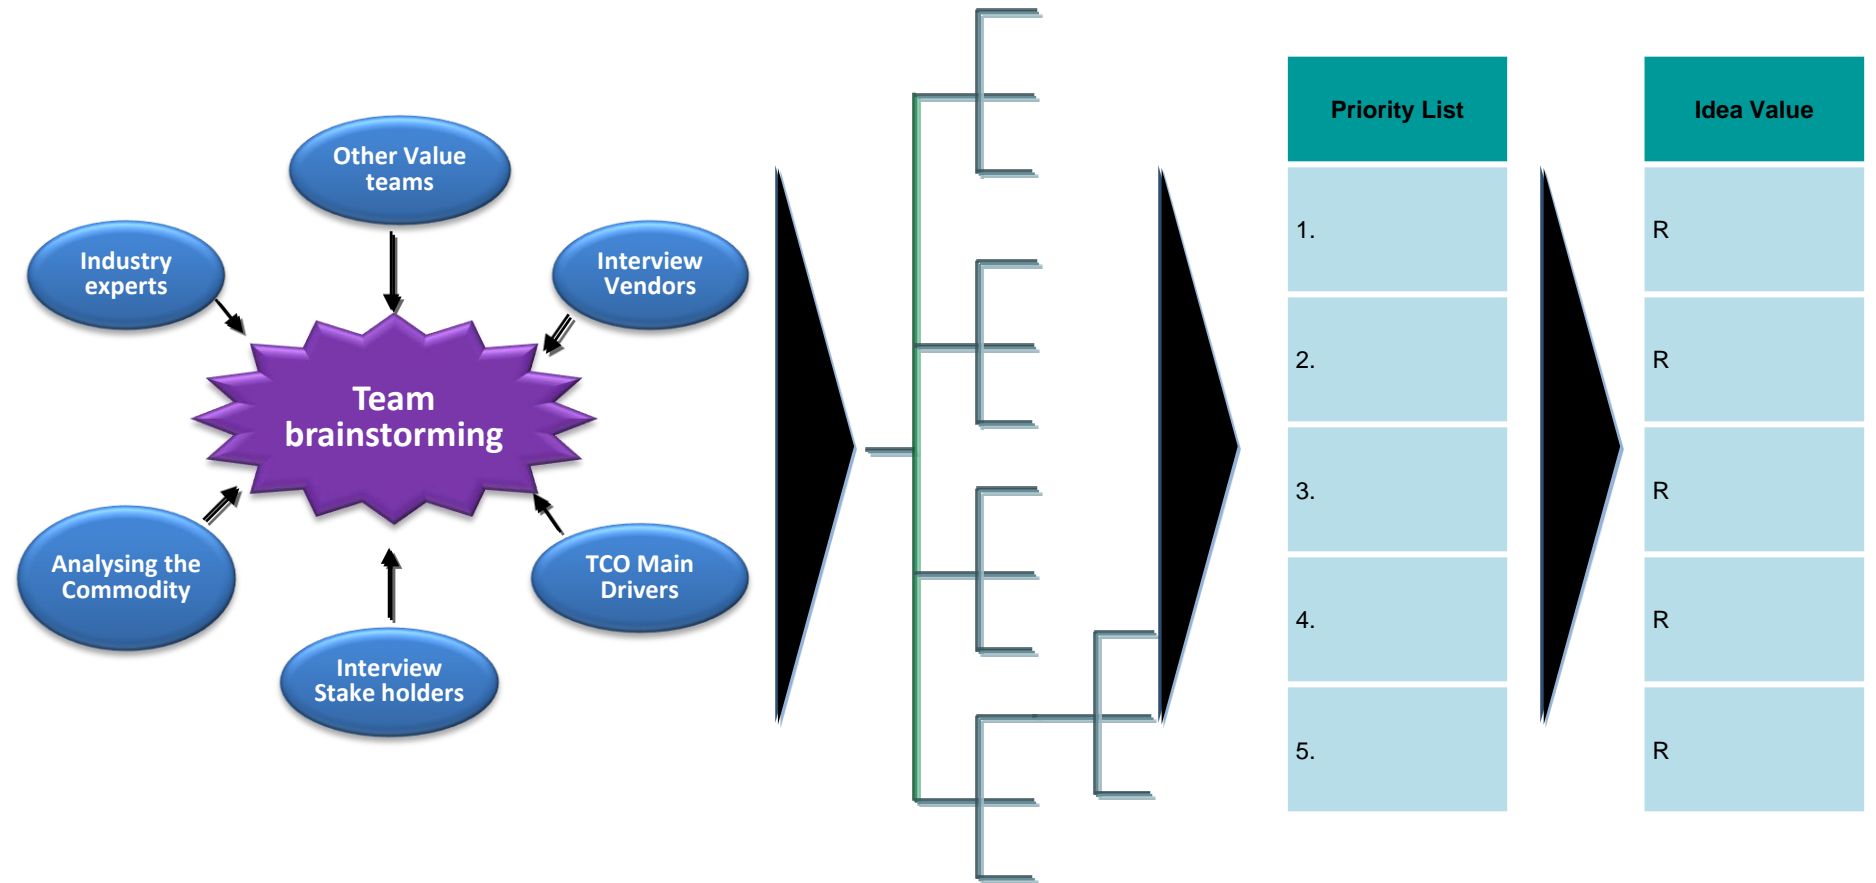 Other Value
teams
Industry
experts
Interview
Vendors
Team
brainstorming
Analysing the
Commodity
TCO Main
Drivers
Interview
Stake holders
Priority List
1.
2.
3.
4.
5.
Idea Value
R
R
R
R
R